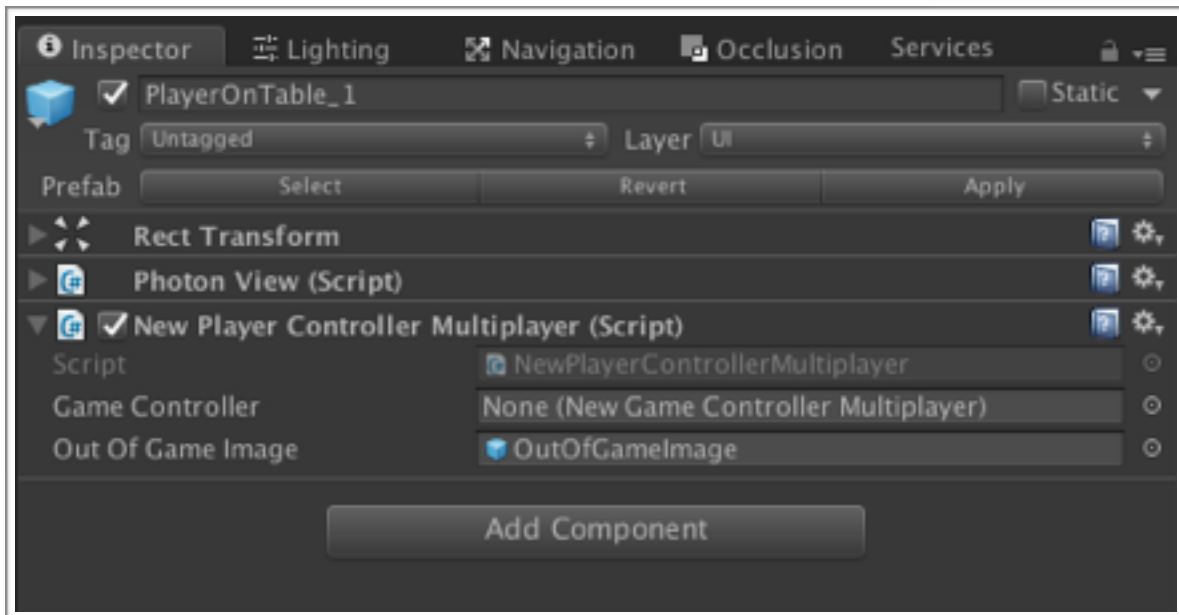 Inspector Lighting Navigation Occlusion Services
PlayerOnTable_1 Static
Tag Untagged Layer UI
Prefab Select Revert Apply
Rect Transform
C# Photon View (Script)
C# New Player Controller Multiplayer (Script)
Script NewPlayerControllerMultiplayer
Game Controller None (New Game Controller Multiplayer)
Out Of Game Image OutOfGameImage
Add Component